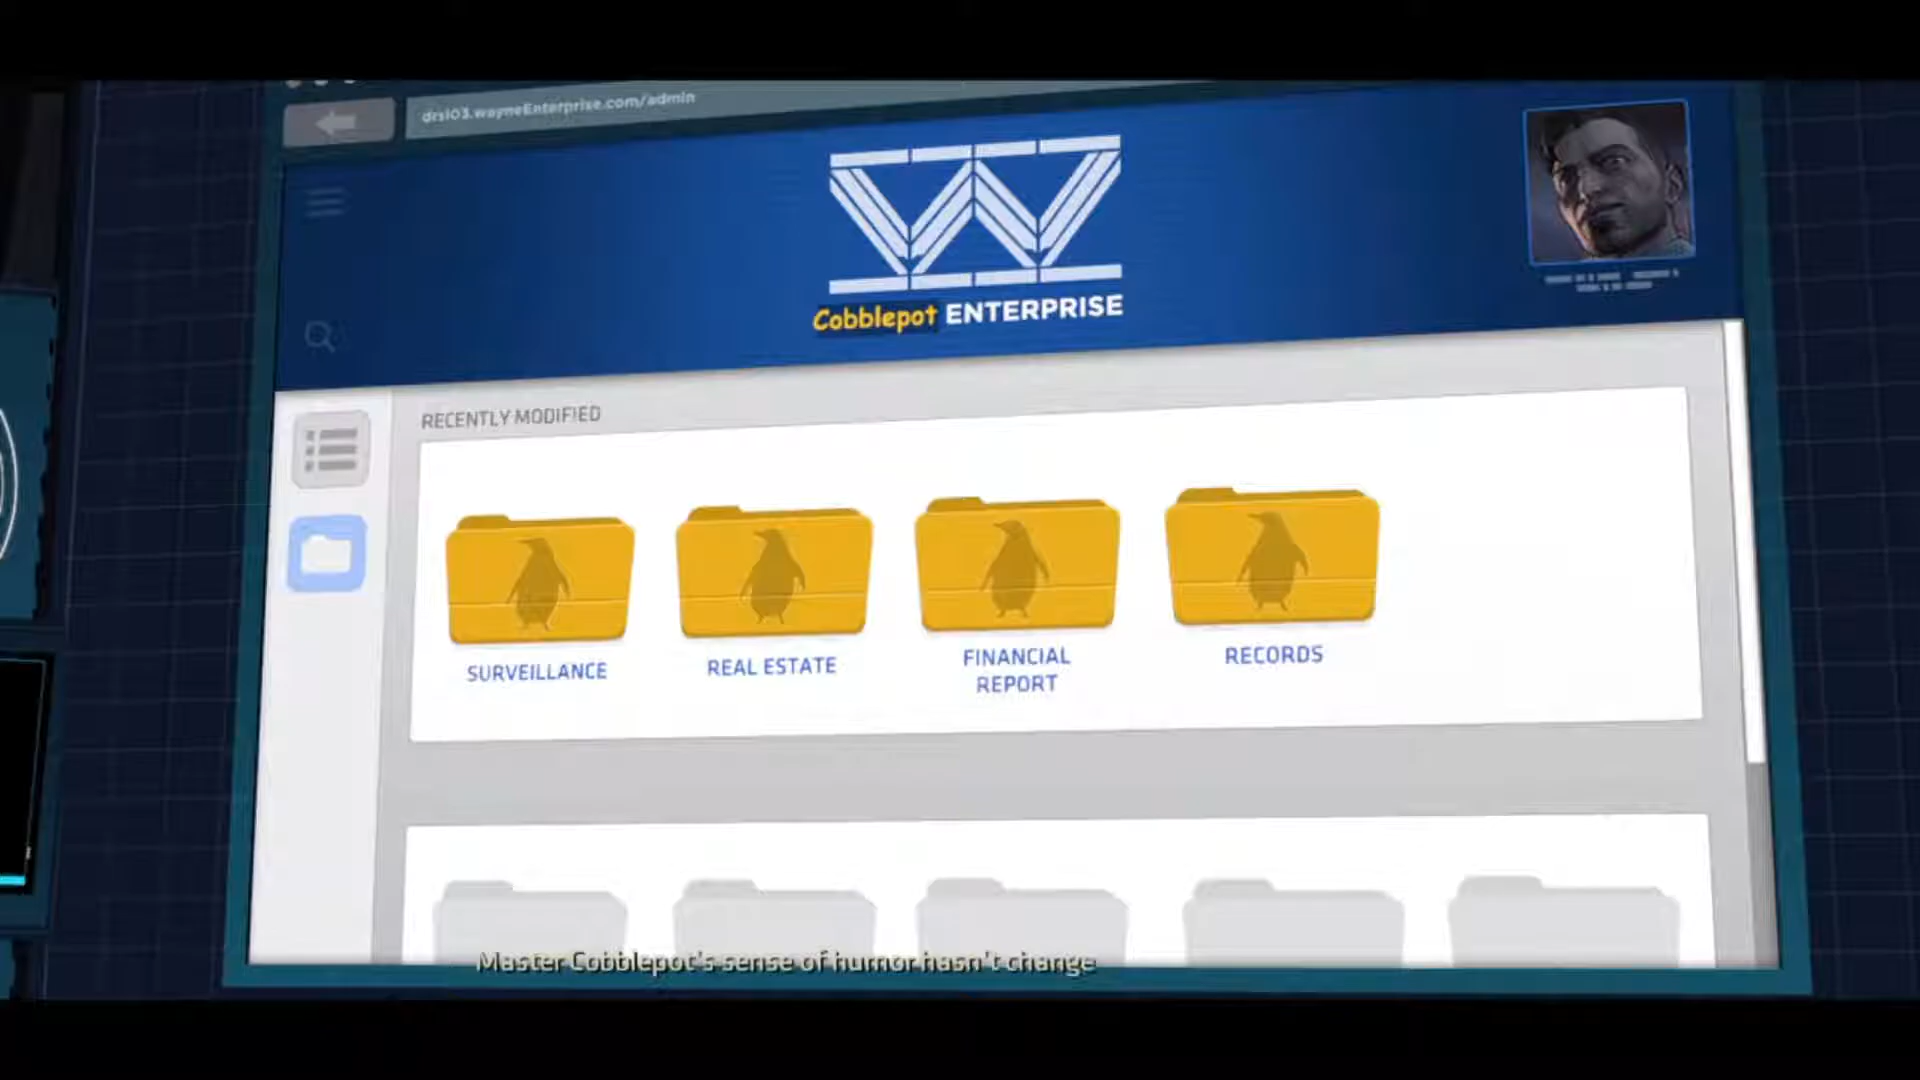 drsl03.wayneEnterprise.com/admin
Cobblepot ENTERPRISE
RECENTLY MODIFIED
SURVEILLANCE
REAL ESTATE
FINANCIAL
REPORT
RECORDS
Master Cobblepot's sense of humor hasn't change